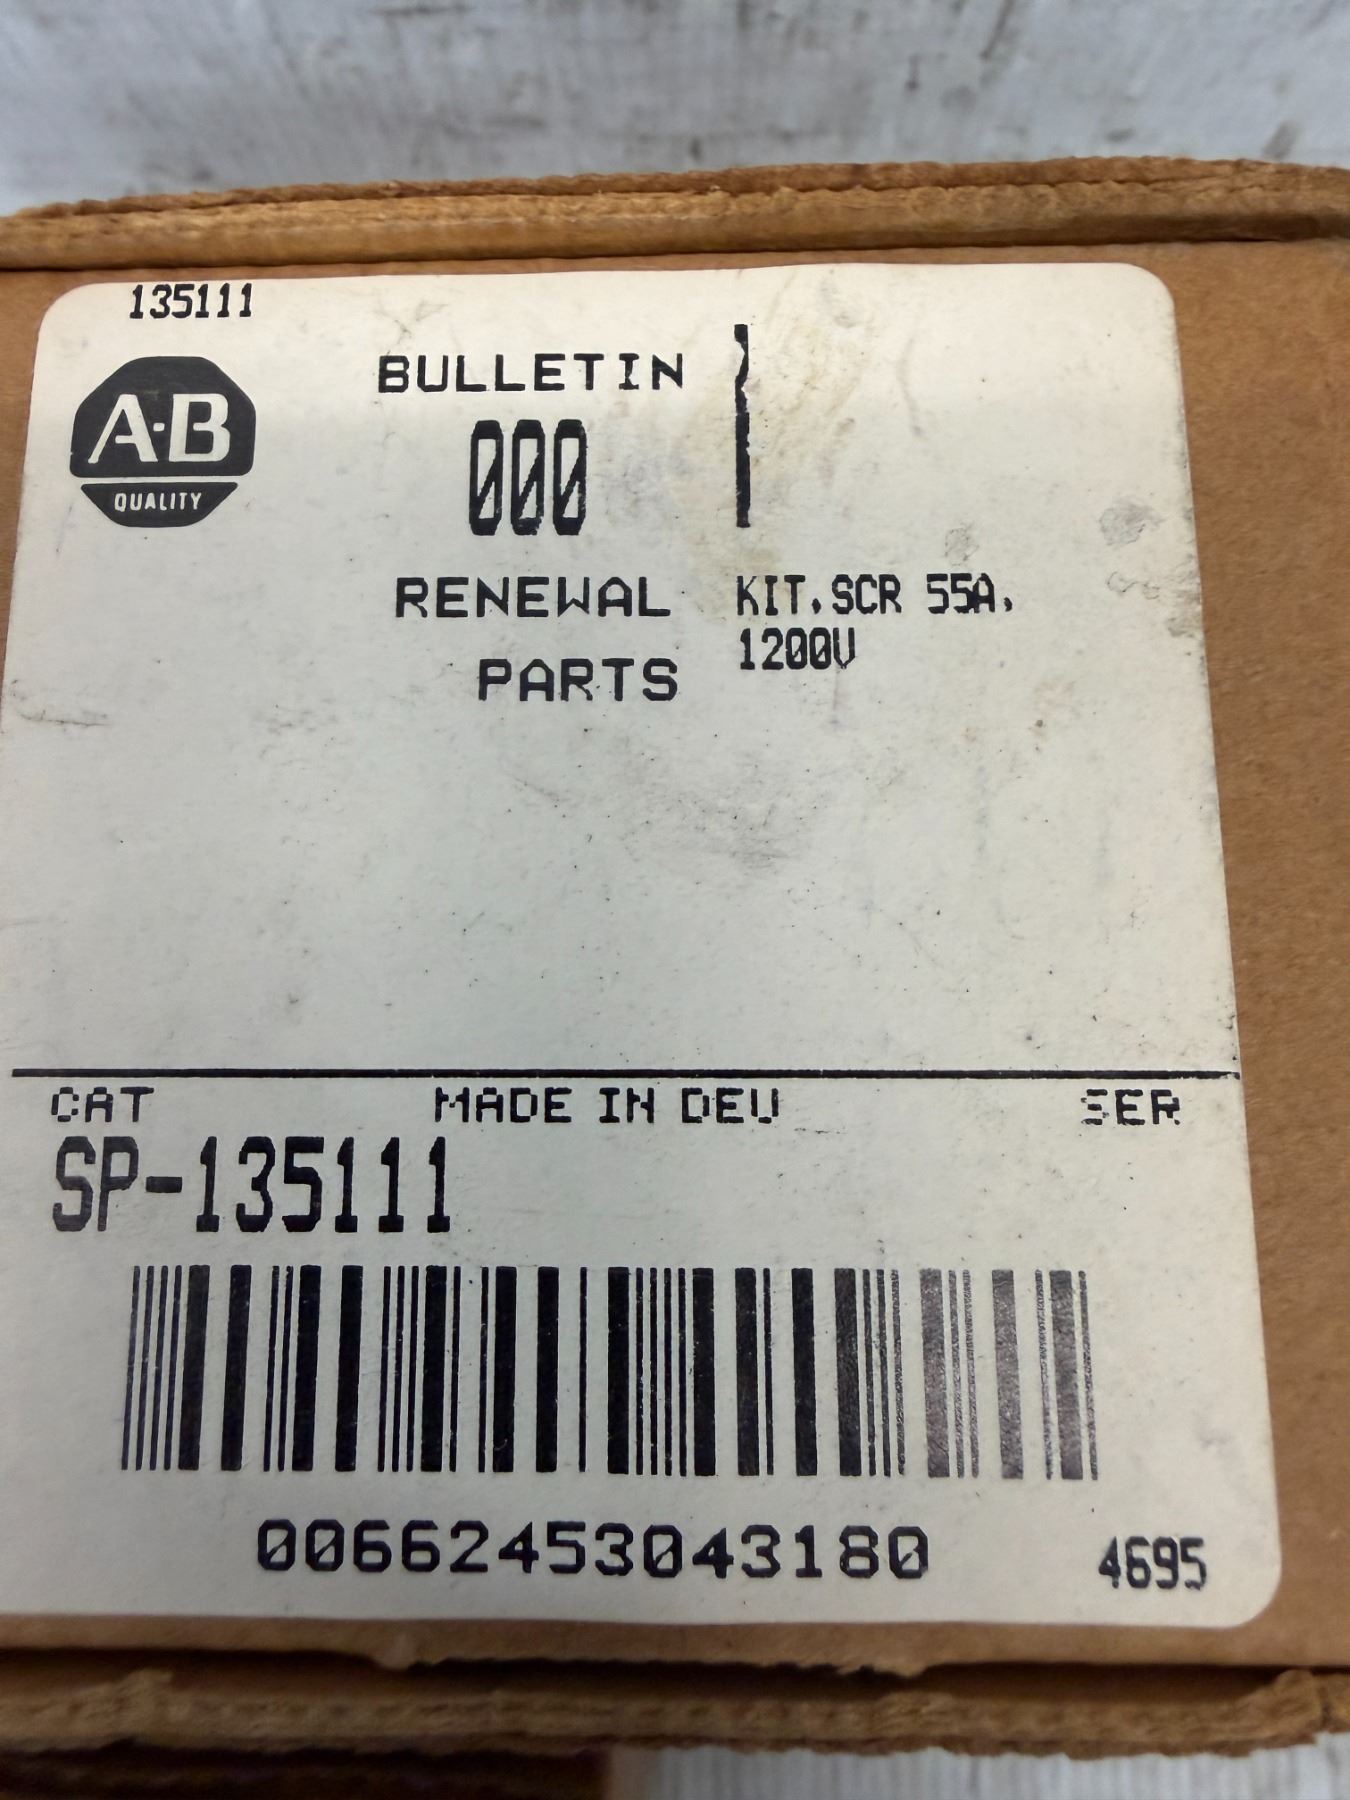 135111
A-B
QUALITY
BULLETIN
000
RENEWAL
PARTS
KIT,SCR 55A,
1200V
CAT
MADE IN DEU
SER
SP-135111
00662453043180
4695